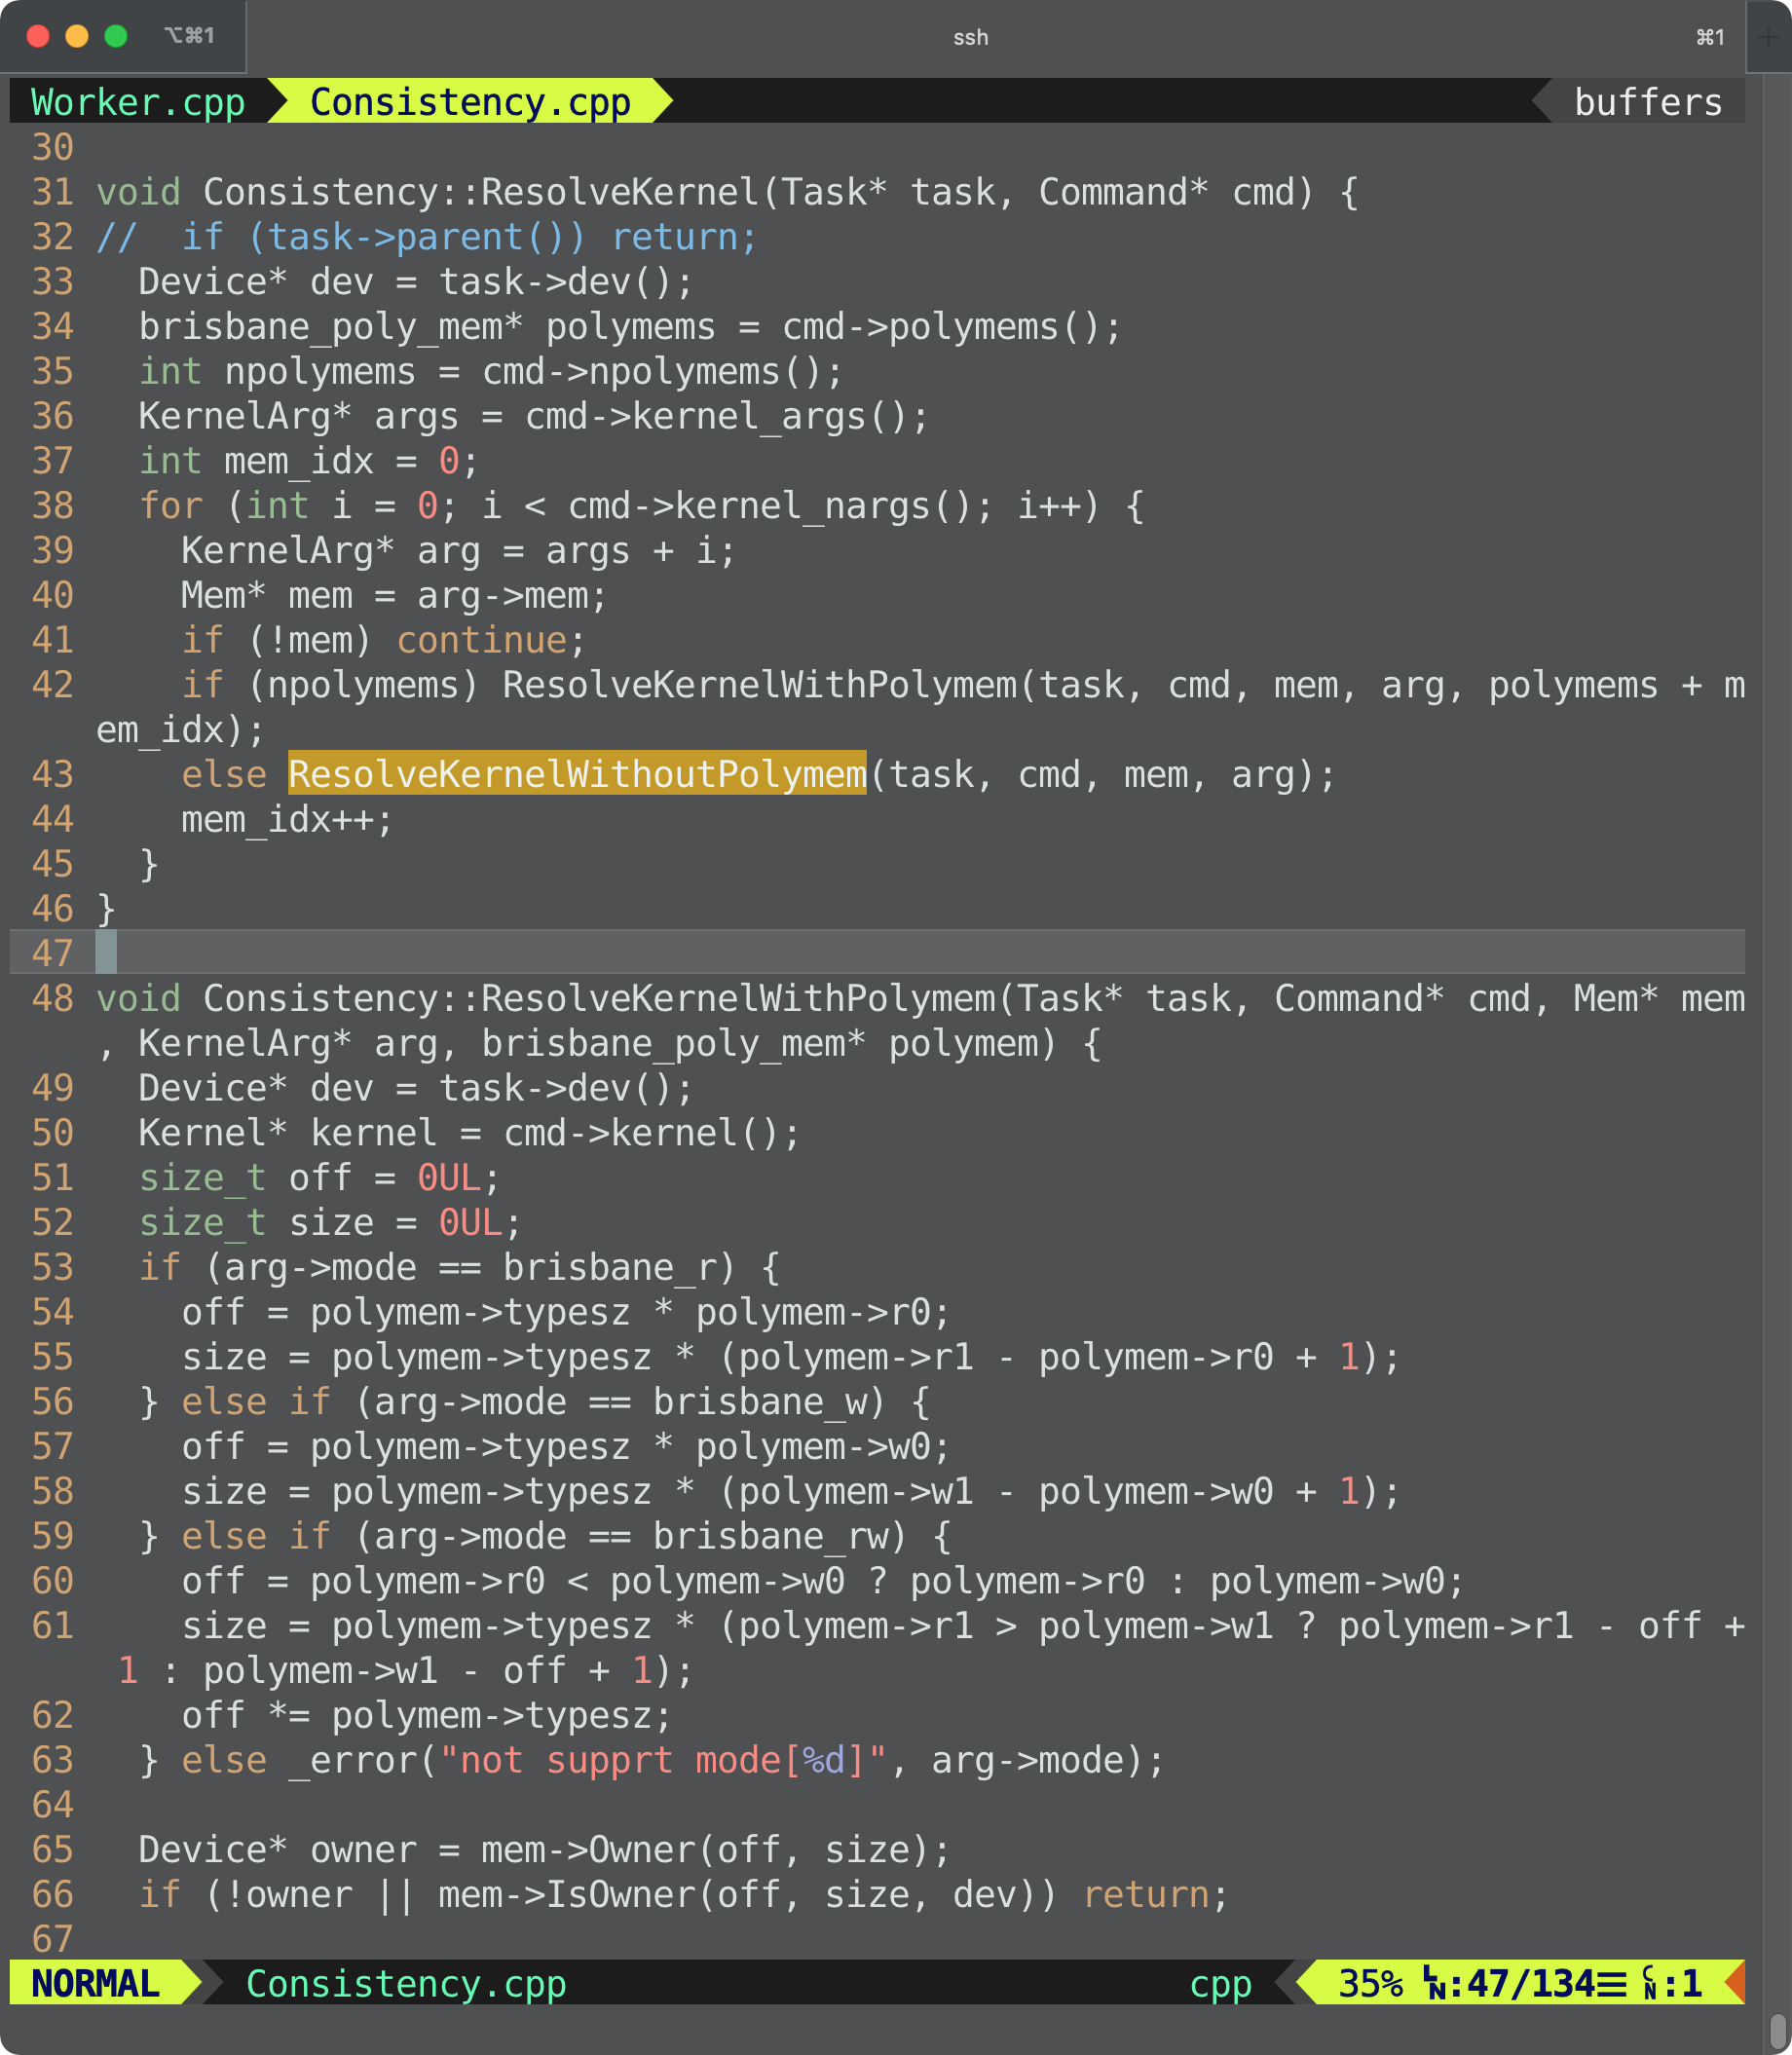 ⌥⌘1 ssh ⌘1 +
Worker.cpp Consistency.cpp buffers
30
31 void Consistency::ResolveKernel(Task* task, Command* cmd) {
32 //  if (task->parent()) return;
33   Device* dev = task->dev();
34   brisbane_poly_mem* polymems = cmd->polymems();
35   int npolymems = cmd->npolymems();
36   KernelArg* args = cmd->kernel_args();
37   int mem_idx = 0;
38   for (int i = 0; i < cmd->kernel_nargs(); i++) {
39     KernelArg* arg = args + i;
40     Mem* mem = arg->mem;
41     if (!mem) continue;
42     if (npolymems) ResolveKernelWithPolymem(task, cmd, mem, arg, polymems + m
em_idx);
43     else ResolveKernelWithoutPolymem(task, cmd, mem, arg);
44     mem_idx++;
45   }
46 }
47
48 void Consistency::ResolveKernelWithPolymem(Task* task, Command* cmd, Mem* mem
, KernelArg* arg, brisbane_poly_mem* polymem) {
49   Device* dev = task->dev();
50   Kernel* kernel = cmd->kernel();
51   size_t off = 0UL;
52   size_t size = 0UL;
53   if (arg->mode == brisbane_r) {
54     off = polymem->typesz * polymem->r0;
55     size = polymem->typesz * (polymem->r1 - polymem->r0 + 1);
56   } else if (arg->mode == brisbane_w) {
57     off = polymem->typesz * polymem->w0;
58     size = polymem->typesz * (polymem->w1 - polymem->w0 + 1);
59   } else if (arg->mode == brisbane_rw) {
60     off = polymem->r0 < polymem->w0 ? polymem->r0 : polymem->w0;
61     size = polymem->typesz * (polymem->r1 > polymem->w1 ? polymem->r1 - off +
 1 : polymem->w1 - off + 1);
62     off *= polymem->typesz;
63   } else _error("not supprt mode[%d]", arg->mode);
64
65   Device* owner = mem->Owner(off, size);
66   if (!owner || mem->IsOwner(off, size, dev)) return;
67
NORMAL Consistency.cpp cpp 35% LN:47/134☰ CN:1